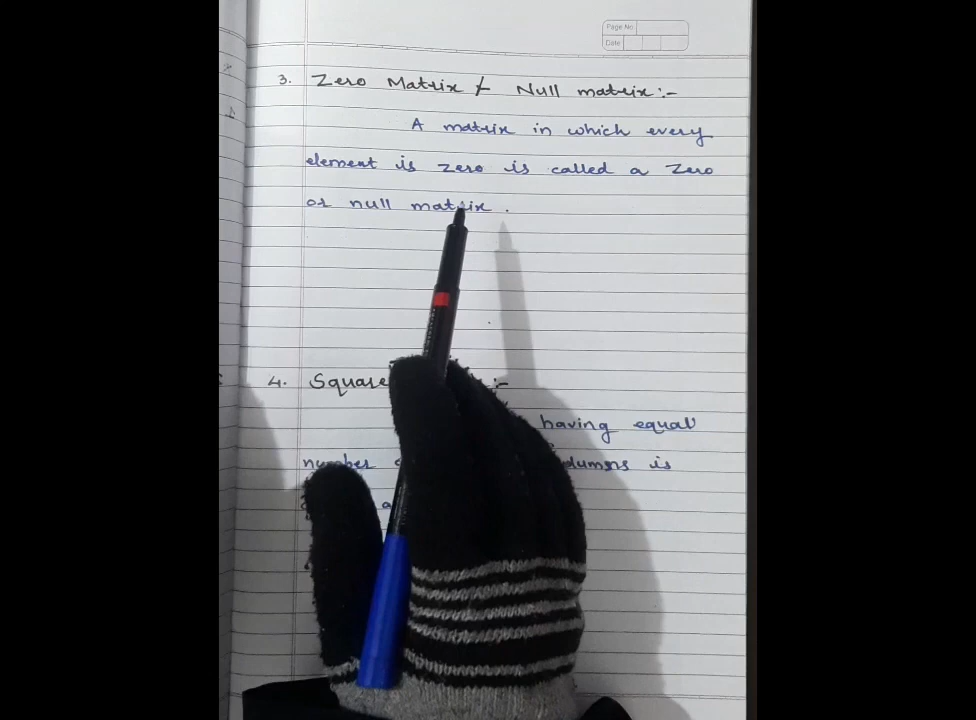 Page No
Date
3. Zero Matrix / Null matrix:-
A matrix in which every
element is zero is called a Zero
or null matrix.
4. Square :-
having equal
number columns is
a